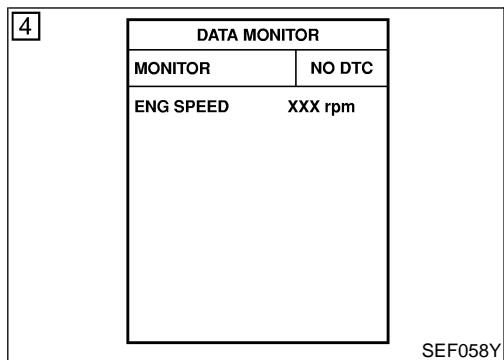 4
DATA MONITOR
MONITOR NO DTC
ENG SPEED XXX rpm
SEF058Y